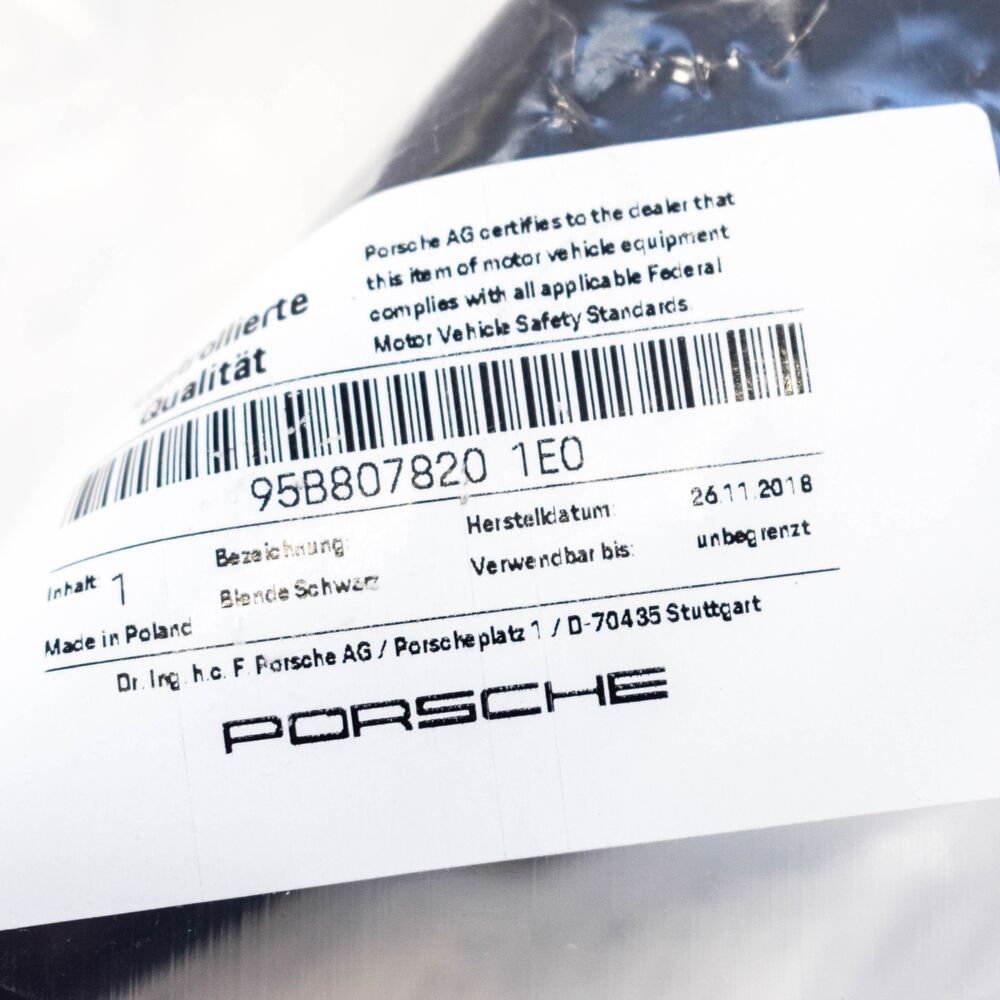 Porsche AG certifies to the dealer that
this item of motor vehicle equipment
complies with all applicable Federal
Motor Vehicle Safety Standards.
Qualität
95B807820 1E0
Inhalt: 1
Bezeichnung:
Blende Schwarz
Herstelldatum: 26.11.2018
Verwendbar bis: unbegrenzt
Made in Poland
Dr. Ing. h.c. F. Porsche AG / Porscheplatz 1 / D-70435 Stuttgart
PORSCHE